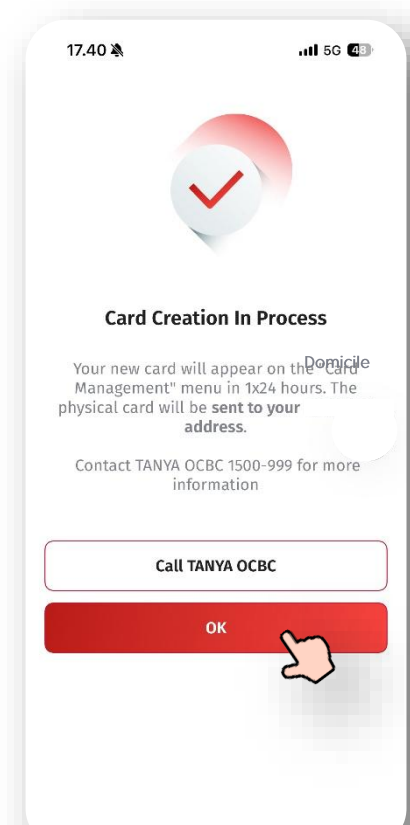 17.40
5G 48
Card Creation In Process
Your new card will appear on the "Card
Domicile
Management" menu in 1x24 hours. The
physical card will be sent to your
address.
Contact TANYA OCBC 1500-999 for more
information
Call TANYA OCBC
OK